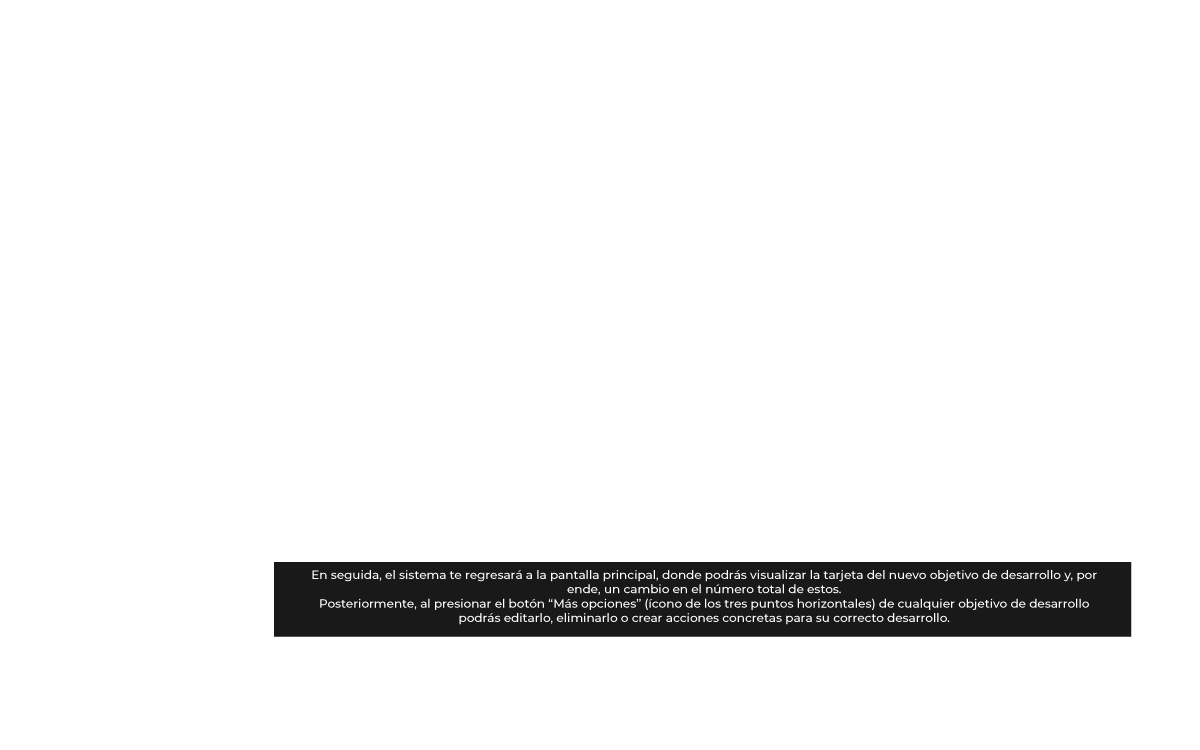 En seguida, el sistema te regresará a la pantalla principal, donde podrás visualizar la tarjeta del nuevo objetivo de desarrollo y, por
ende, un cambio en el número total de estos.
Posteriormente, al presionar el botón “Más opciones” (ícono de los tres puntos horizontales) de cualquier objetivo de desarrollo
podrás editarlo, eliminarlo o crear acciones concretas para su correcto desarrollo.